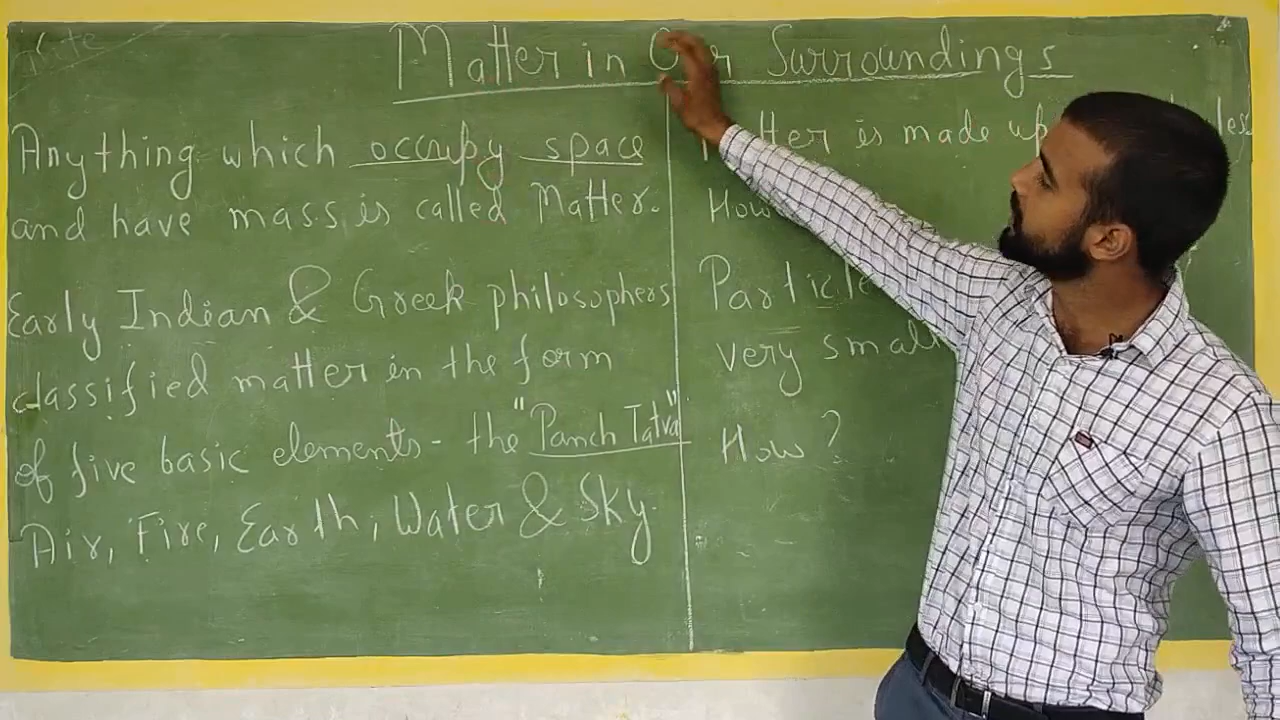 Matter in Our Surroundings
Anything which occupy space
and have mass is called Matter.
Early Indian & Greek philosophers
classified matter in the form
of five basic elements - the "Panch Tatva"
Air, Fire, Earth, Water & Sky.
Matter is made up
How
Particle
very small
How ?